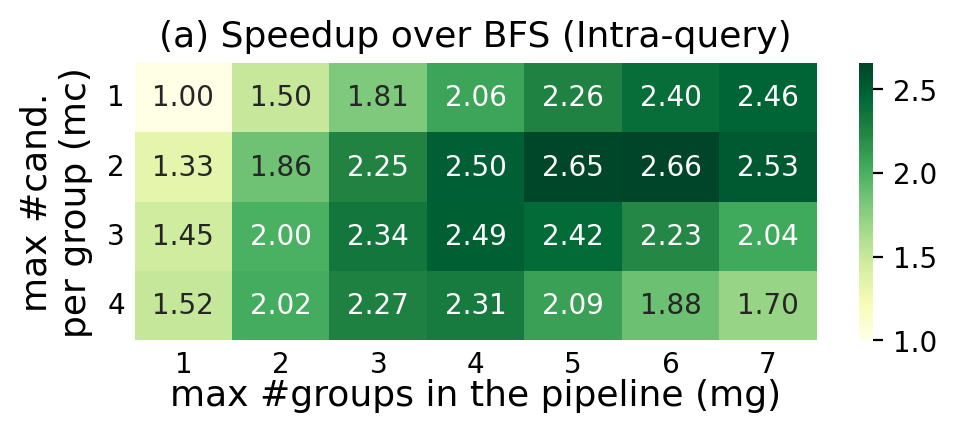 (a) Speedup over BFS (Intra-query)
max #cand.
per group (mc)
1 1.00 1.50 1.81 2.06 2.26 2.40 2.46
2 1.33 1.86 2.25 2.50 2.65 2.66 2.53
3 1.45 2.00 2.34 2.49 2.42 2.23 2.04
4 1.52 2.02 2.27 2.31 2.09 1.88 1.70
1 2 3 4 5 6 7
max #groups in the pipeline (mg)
2.5
2.0
1.5
1.0